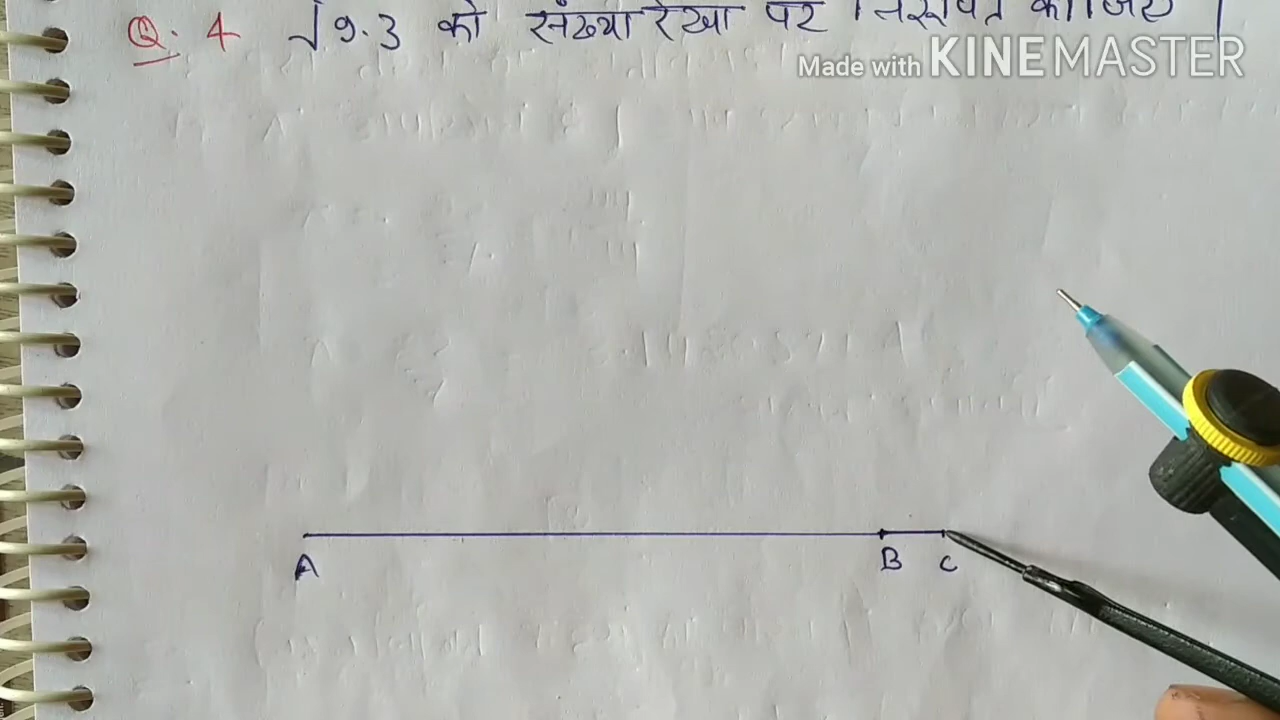 Q. 4 √9.3 को संख्या रेखा पर निरूपित कीजिए |
Made with KINEMASTER
A B C